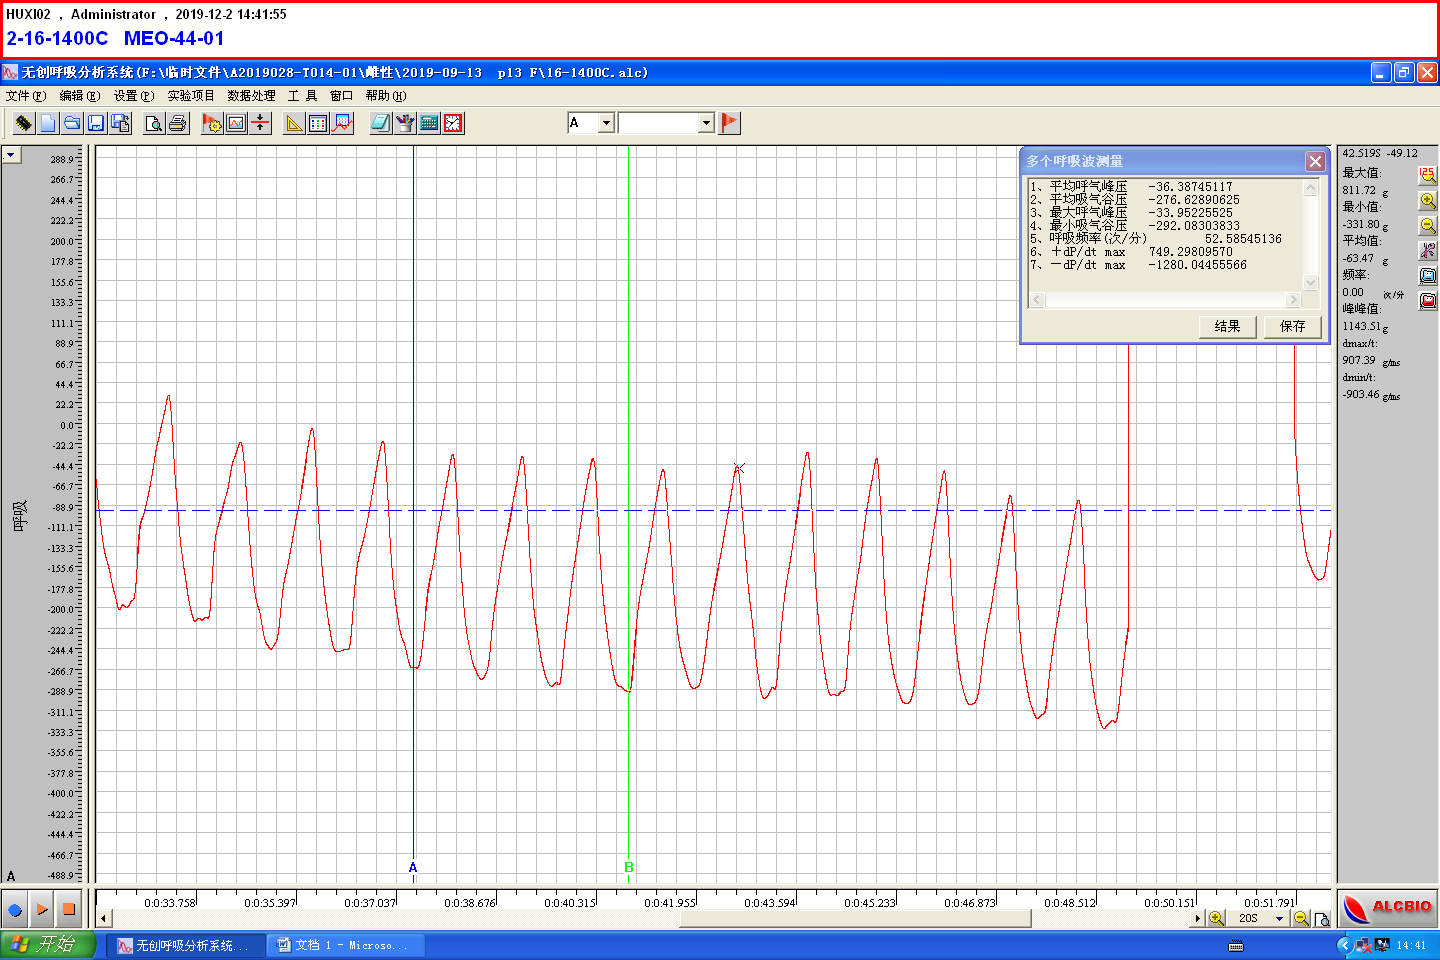 HUXI02 , Administrator , 2019-12-2 14:41:55
2-16-1400C MEO-44-01
无创呼吸分析系统(F:\临时文件\A2019028-T014-01\雌性\2019-09-13 p13 F\16-1400C.alc)
文件(F) 编辑(E) 设置(P) 实验项目 数据处理 工 具 窗口 帮助(H)
A
288.9
266.7
244.4
222.2
200.0
177.8
155.6
133.3
111.1
88.9
66.7
44.4
22.2
0.0
-22.2
-44.4
-66.7
-88.9
-111.1
-133.3
-155.6
-177.8
-200.0
-222.2
-244.4
-266.7
-288.9
-311.1
-333.3
-355.6
-377.8
-400.0
-422.2
-444.4
-466.7
-488.9
呼吸
A
A
B
多个呼吸波测量
1、平均呼气峰压 -36.38745117
2、平均吸气谷压 -276.62890625
3、最大呼气峰压 -33.95225525
4、最小吸气谷压 -292.08303833
5、呼吸频率(次/分) 52.58545136
6、＋dP/dt max 749.29809570
7、－dP/dt max -1280.04455566
结果 保存
42.519S -49.12
最大值:
811.72 g
最小值:
-331.80 g
平均值:
-63.47 g
频率:
0.00 次/分
峰峰值:
1143.51 g
dmax/t:
907.39 g/ms
dmin/t:
-903.46 g/ms
125
0:0:33.758 0:0:35.397 0:0:37.037 0:0:38.676 0:0:40.315 0:0:41.955 0:0:43.594 0:0:45.233 0:0:46.873 0:0:48.512 0:0:50.151 0:0:51.791
20S
ALCBIO
开始 无创呼吸分析系统... 文档 1 - Microso... 14:41